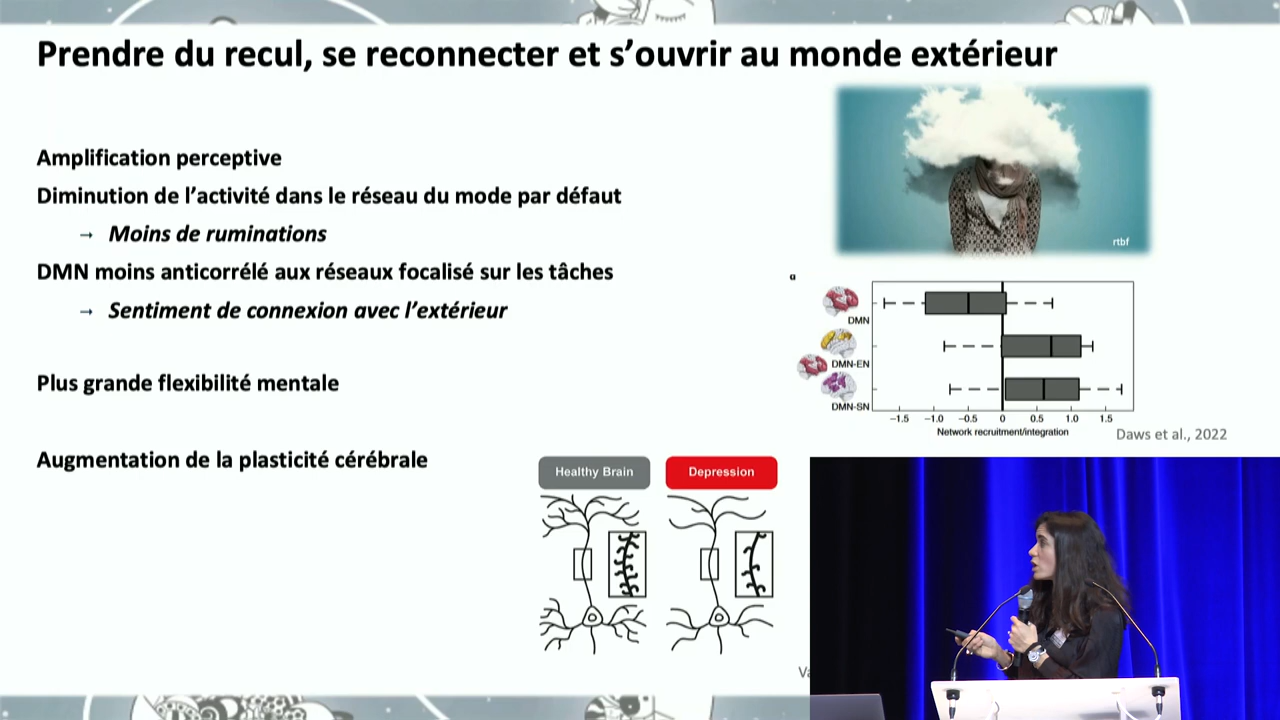 Prendre du recul, se reconnecter et s’ouvrir au monde extérieur
Amplification perceptive
Diminution de l’activité dans le réseau du mode par défaut
→ Moins de ruminations
DMN moins anticorrélé aux réseaux focalisé sur les tâches
→ Sentiment de connexion avec l’extérieur
Plus grande flexibilité mentale
Augmentation de la plasticité cérébrale
rtbf
a
DMN
DMN-EN
DMN-SN
−1.5 −1.0 −0.5 0 0.5 1.0 1.5
Network recruitment/integration
Daws et al., 2022
Healthy Brain
Depression